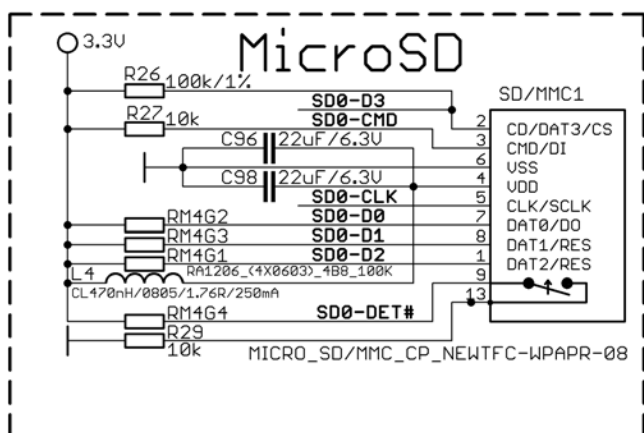 MicroSD
3.3V
R26 100k/1%
SD0-D3
SD/MMC1
R27 10k
SD0-CMD
2 CD/DAT3/CS
C96 22uF/6.3V
3 CMD/DI
6 VSS
C98 22uF/6.3V
4 VDD
SD0-CLK
5 CLK/SCLK
RM4G2 SD0-D0
7 DAT0/DO
RM4G3 SD0-D1
8 DAT1/RES
RM4G1 SD0-D2
1 DAT2/RES
L4 RA1206_(4X0603)_4B8_100K
9
CL470nH/0805/1.76R/250mA
13
RM4G4 SD0-DET#
R29
10k
MICRO_SD/MMC_CP_NEWTFC-WPAPR-08